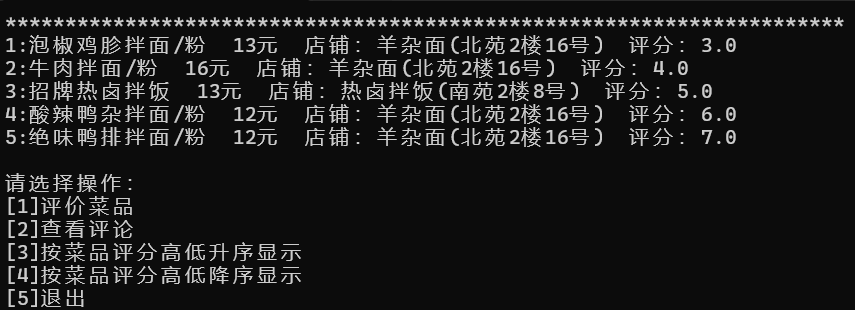 **********************************************************************
1:泡椒鸡胗拌面/粉  13元  店铺: 羊杂面(北苑2楼16号)  评分: 3.0
2:牛肉拌面/粉  16元  店铺: 羊杂面(北苑2楼16号)  评分: 4.0
3:招牌热卤拌饭  13元  店铺: 热卤拌饭(南苑2楼8号)  评分: 5.0
4:酸辣鸭杂拌面/粉  12元  店铺: 羊杂面(北苑2楼16号)  评分: 6.0
5:绝味鸭排拌面/粉  12元  店铺: 羊杂面(北苑2楼16号)  评分: 7.0
请选择操作:
[1]评价菜品
[2]查看评论
[3]按菜品评分高低升序显示
[4]按菜品评分高低降序显示
[5]退出